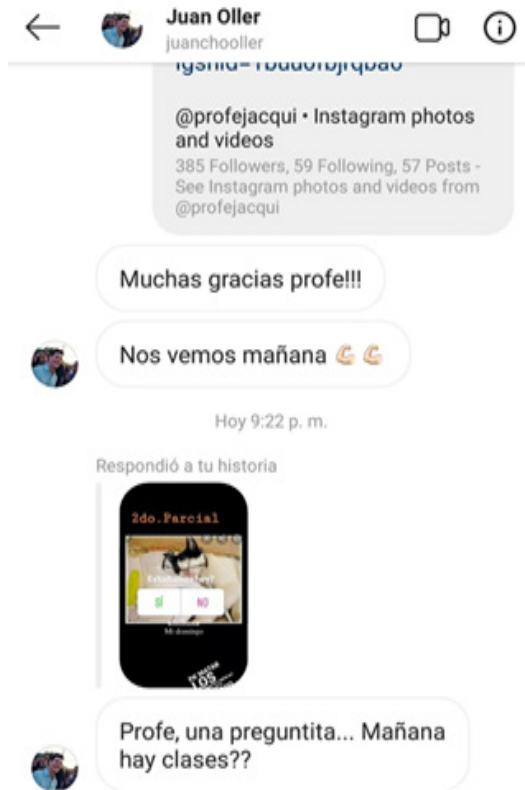 Juan Oller
juanchooller
@profejacqui • Instagram photos
and videos
385 Followers, 59 Following, 57 Posts -
See Instagram photos and videos from
@profejacqui
Muchas gracias profe!!!
Nos vemos mañana 💪🏻 💪🏻
Hoy 9:22 p. m.
Respondió a tu historia
2do.Parcial
SÍ NO
Mi domingo
LOS
Profe, una preguntita... Mañana
hay clases??